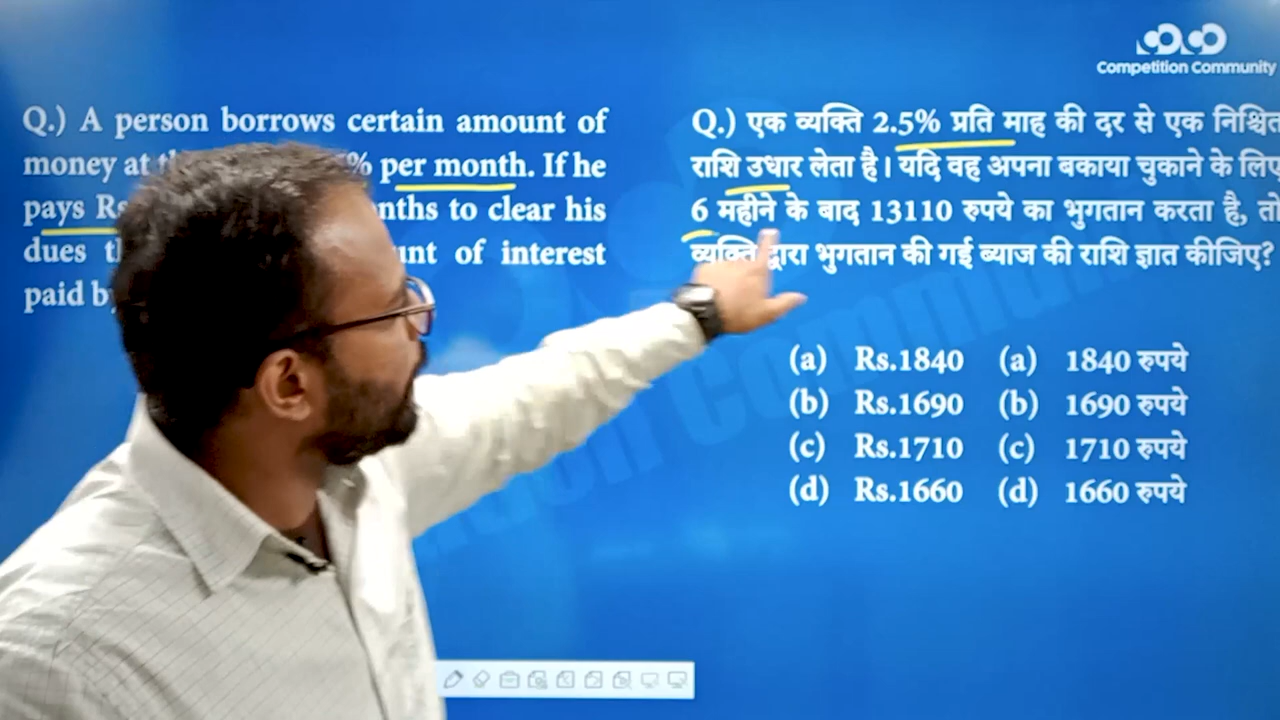 Competition Community
Q.) A person borrows certain amount of
money at % per month. If he
pays nths to clear his
dues of interest
paid
Q.) एक व्यक्ति 2.5% प्रति माह की दर से एक निश्चित
राशि उधार लेता है। यदि वह अपना बकाया चुकाने के लिए
6 महीने के बाद 13110 रुपये का भुगतान करता है, तो
व्यक्ति द्वारा भुगतान की गई ब्याज की राशि ज्ञात कीजिए?
(a) Rs.1840 (a) 1840 रुपये
(b) Rs.1690 (b) 1690 रुपये
(c) Rs.1710 (c) 1710 रुपये
(d) Rs.1660 (d) 1660 रुपये